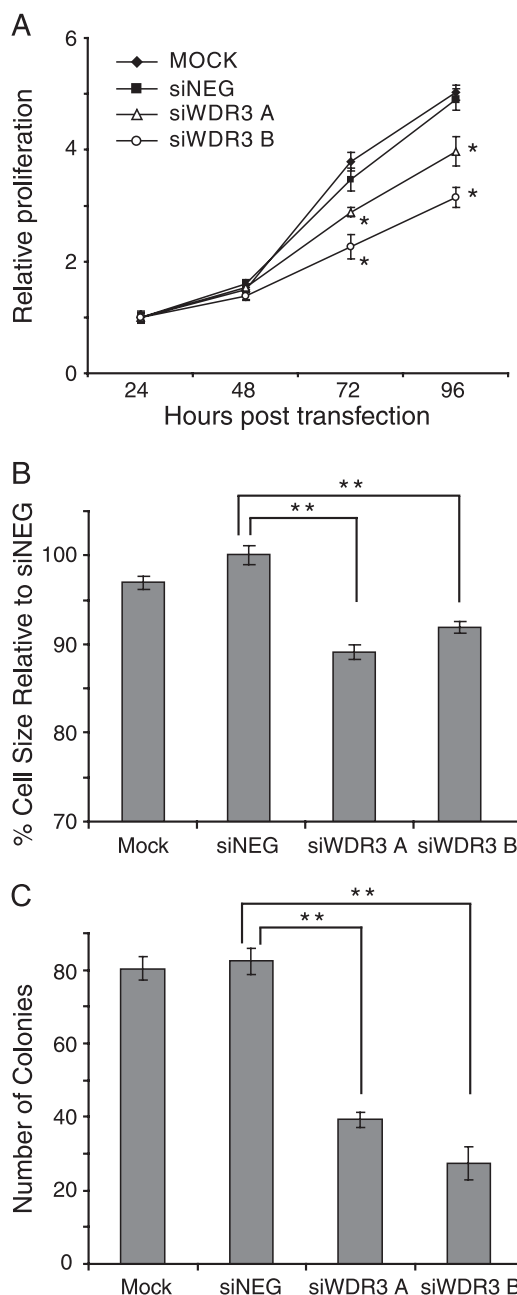 A
6
4
2
0
Relative proliferation
MOCK
siNEG
siWDR3 A
siWDR3 B
*
*
*
*
24 48 72 96
Hours post transfection
B
% Cell Size Relative to siNEG
100
90
80
70
**
**
Mock siNEG siWDR3 A siWDR3 B
C
Number of Colonies
80
60
40
20
0
**
**
Mock siNEG siWDR3 A siWDR3 B